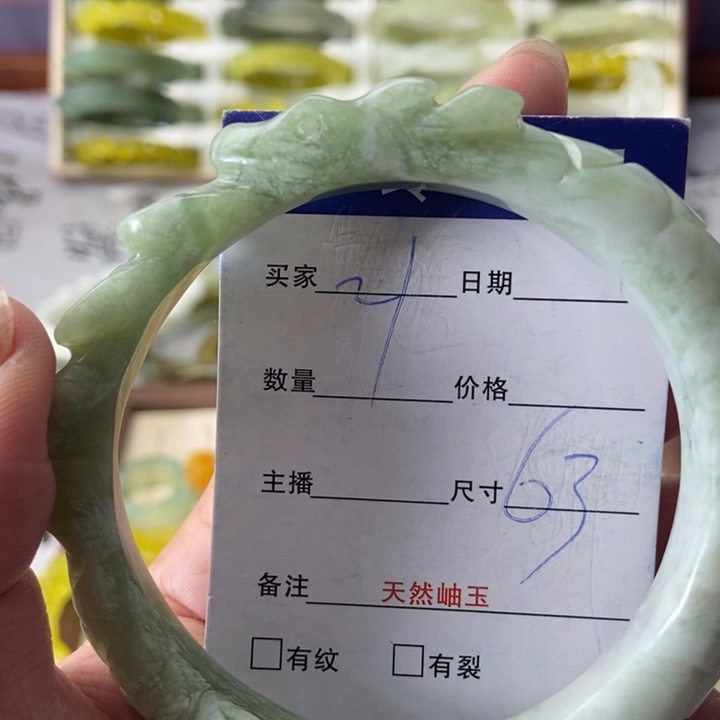 买家 日期
数量 价格
主播 尺寸 63
备注 天然岫玉
□有纹 □有裂